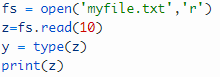 fs = open('myfile.txt','r')
z=fs.read(10)
y = type(z)
print(z)